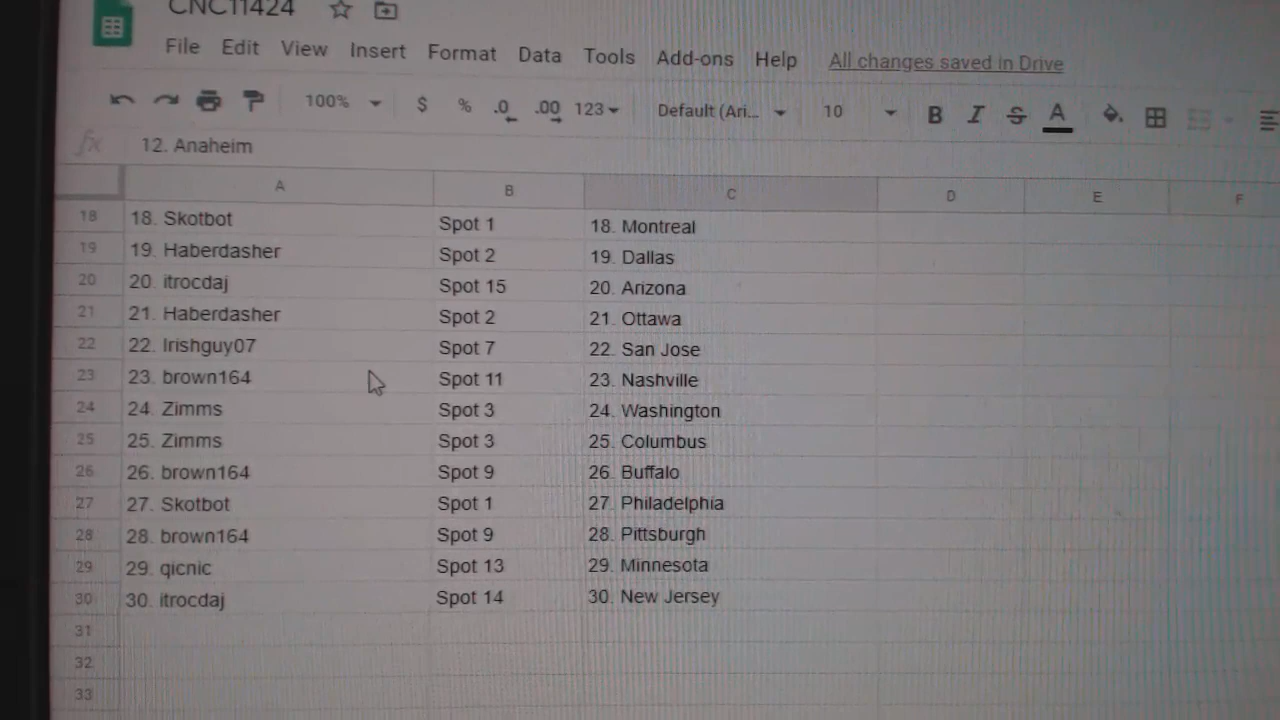 CNC11424
File Edit View Insert Format Data Tools Add-ons Help All changes saved in Drive
100% $ % .0 .00 123 Default (Ari... 10 B I S A
fx 12. Anaheim
A B C D E F
18 18. Skotbot Spot 1 18. Montreal
19 19. Haberdasher Spot 2 19. Dallas
20 20. itrocdaj Spot 15 20. Arizona
21 21. Haberdasher Spot 2 21. Ottawa
22 22. Irishguy07 Spot 7 22. San Jose
23 23. brown164 Spot 11 23. Nashville
24 24. Zimms Spot 3 24. Washington
25 25. Zimms Spot 3 25. Columbus
26 26. brown164 Spot 9 26. Buffalo
27 27. Skotbot Spot 1 27. Philadelphia
28 28. brown164 Spot 9 28. Pittsburgh
29 29. qicnic Spot 13 29. Minnesota
30 30. itrocdaj Spot 14 30. New Jersey
31
32
33